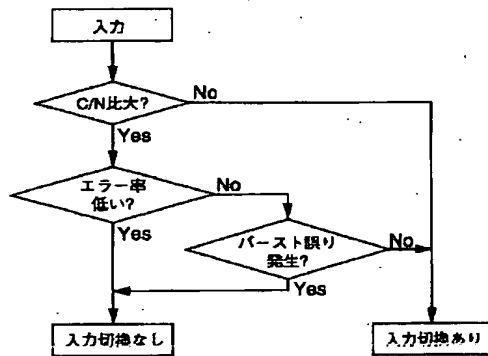 入力
C/N比大?
No
Yes
エラー率
低い?
No
Yes
バースト誤り
発生?
No
Yes
入力切換なし
入力切換あり